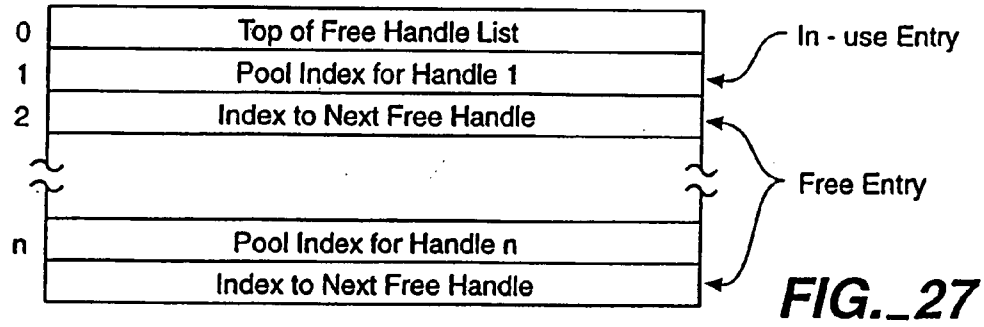 0 Top of Free Handle List
In - use Entry
1 Pool Index for Handle 1
2 Index to Next Free Handle
Free Entry
n Pool Index for Handle n
Index to Next Free Handle
FIG._27